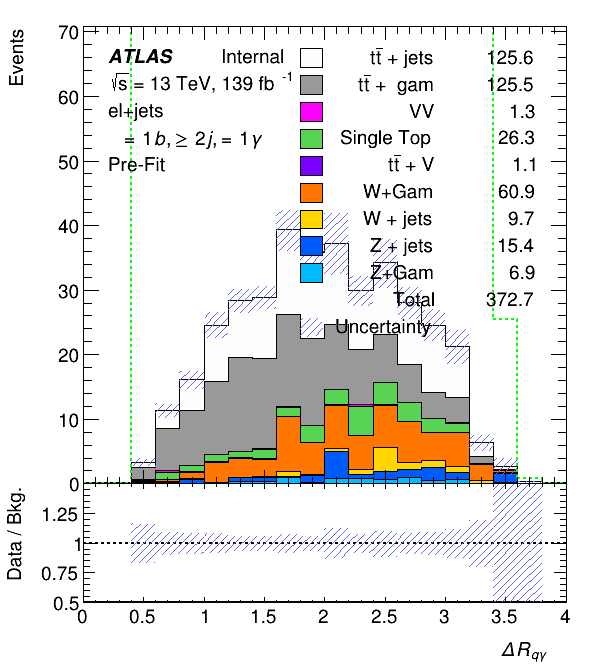 Events
70
60
50
40
30
20
10
0
ATLAS Internal
√s = 13 TeV, 139 fb⁻¹
el+jets
= 1b, ≥ 2j, = 1γ
Pre-Fit
tt̄ + jets 125.6
tt̄ + gam 125.5
VV 1.3
Single Top 26.3
tt̄ + V 1.1
W+Gam 60.9
W + jets 9.7
Z + jets 15.4
Z+Gam 6.9
Total 372.7
Uncertainty
Data / Bkg.
1.25
1
0.75
0.5
0 0.5 1 1.5 2 2.5 3 3.5 4
ΔR_qγ